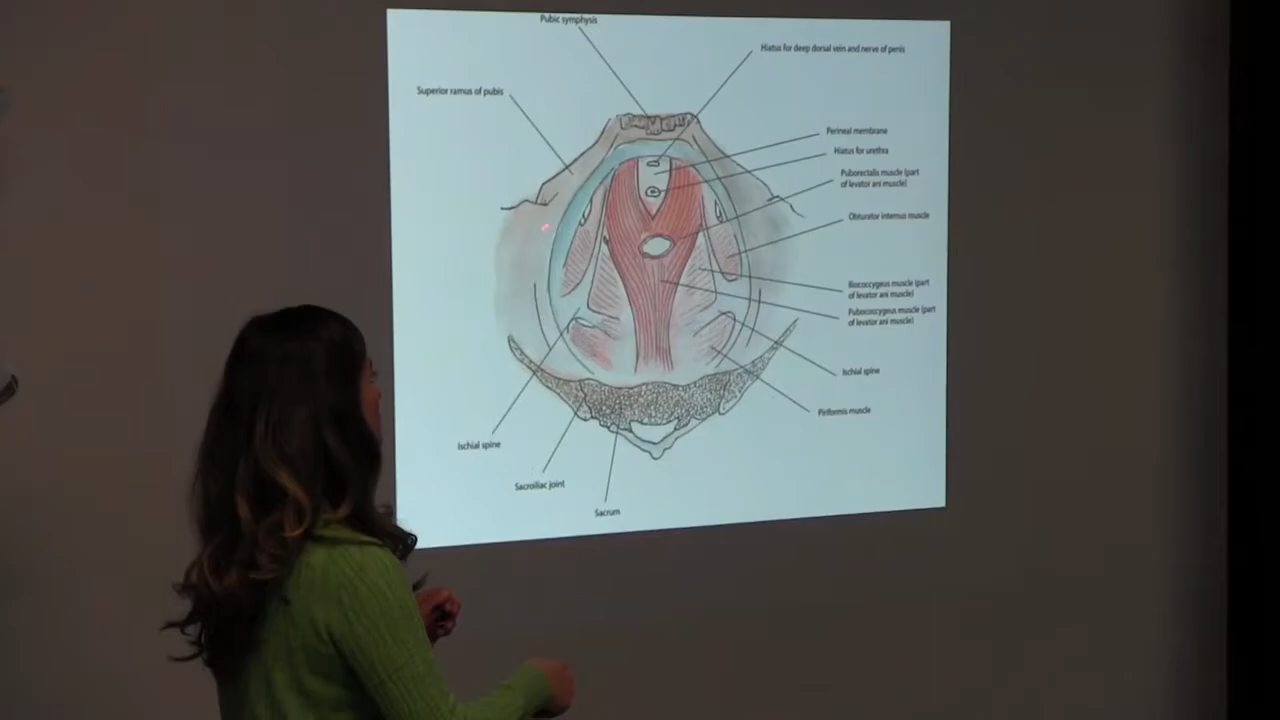 Pubic symphysis
Hiatus for deep dorsal vein and nerve of penis
Superior ramus of pubis
Perineal membrane
Hiatus for urethra
Puborectalis muscle (part
of levator ani muscle)
Obturator internus muscle
Iliococcygeus muscle (part
of levator ani muscle)
Pubococcygeus muscle (part
of levator ani muscle)
Ischial spine
Piriformis muscle
Ischial spine
Sacroiliac joint
Sacrum